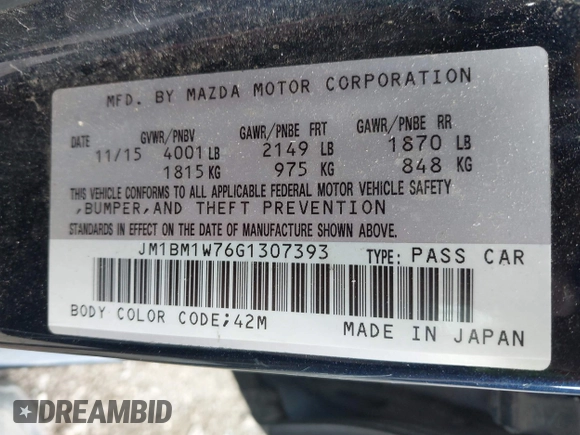 MFD. BY MAZDA MOTOR CORPORATION
DATE GVWR/PNBV GAWR/PNBE FRT GAWR/PNBE RR
11/15 4001 LB 2149 LB 1870 LB
1815 KG 975 KG 848 KG
THIS VEHICLE CONFORMS TO ALL APPLICABLE FEDERAL MOTOR VEHICLE SAFETY
,BUMPER,AND THEFT PREVENTION
STANDARDS IN EFFECT ON THE DATE OF MANUFACTURE SHOWN ABOVE.
JM1BM1W76G1307393 TYPE: PASS CAR
BODY COLOR CODE;42M MADE IN JAPAN
DREAMBID